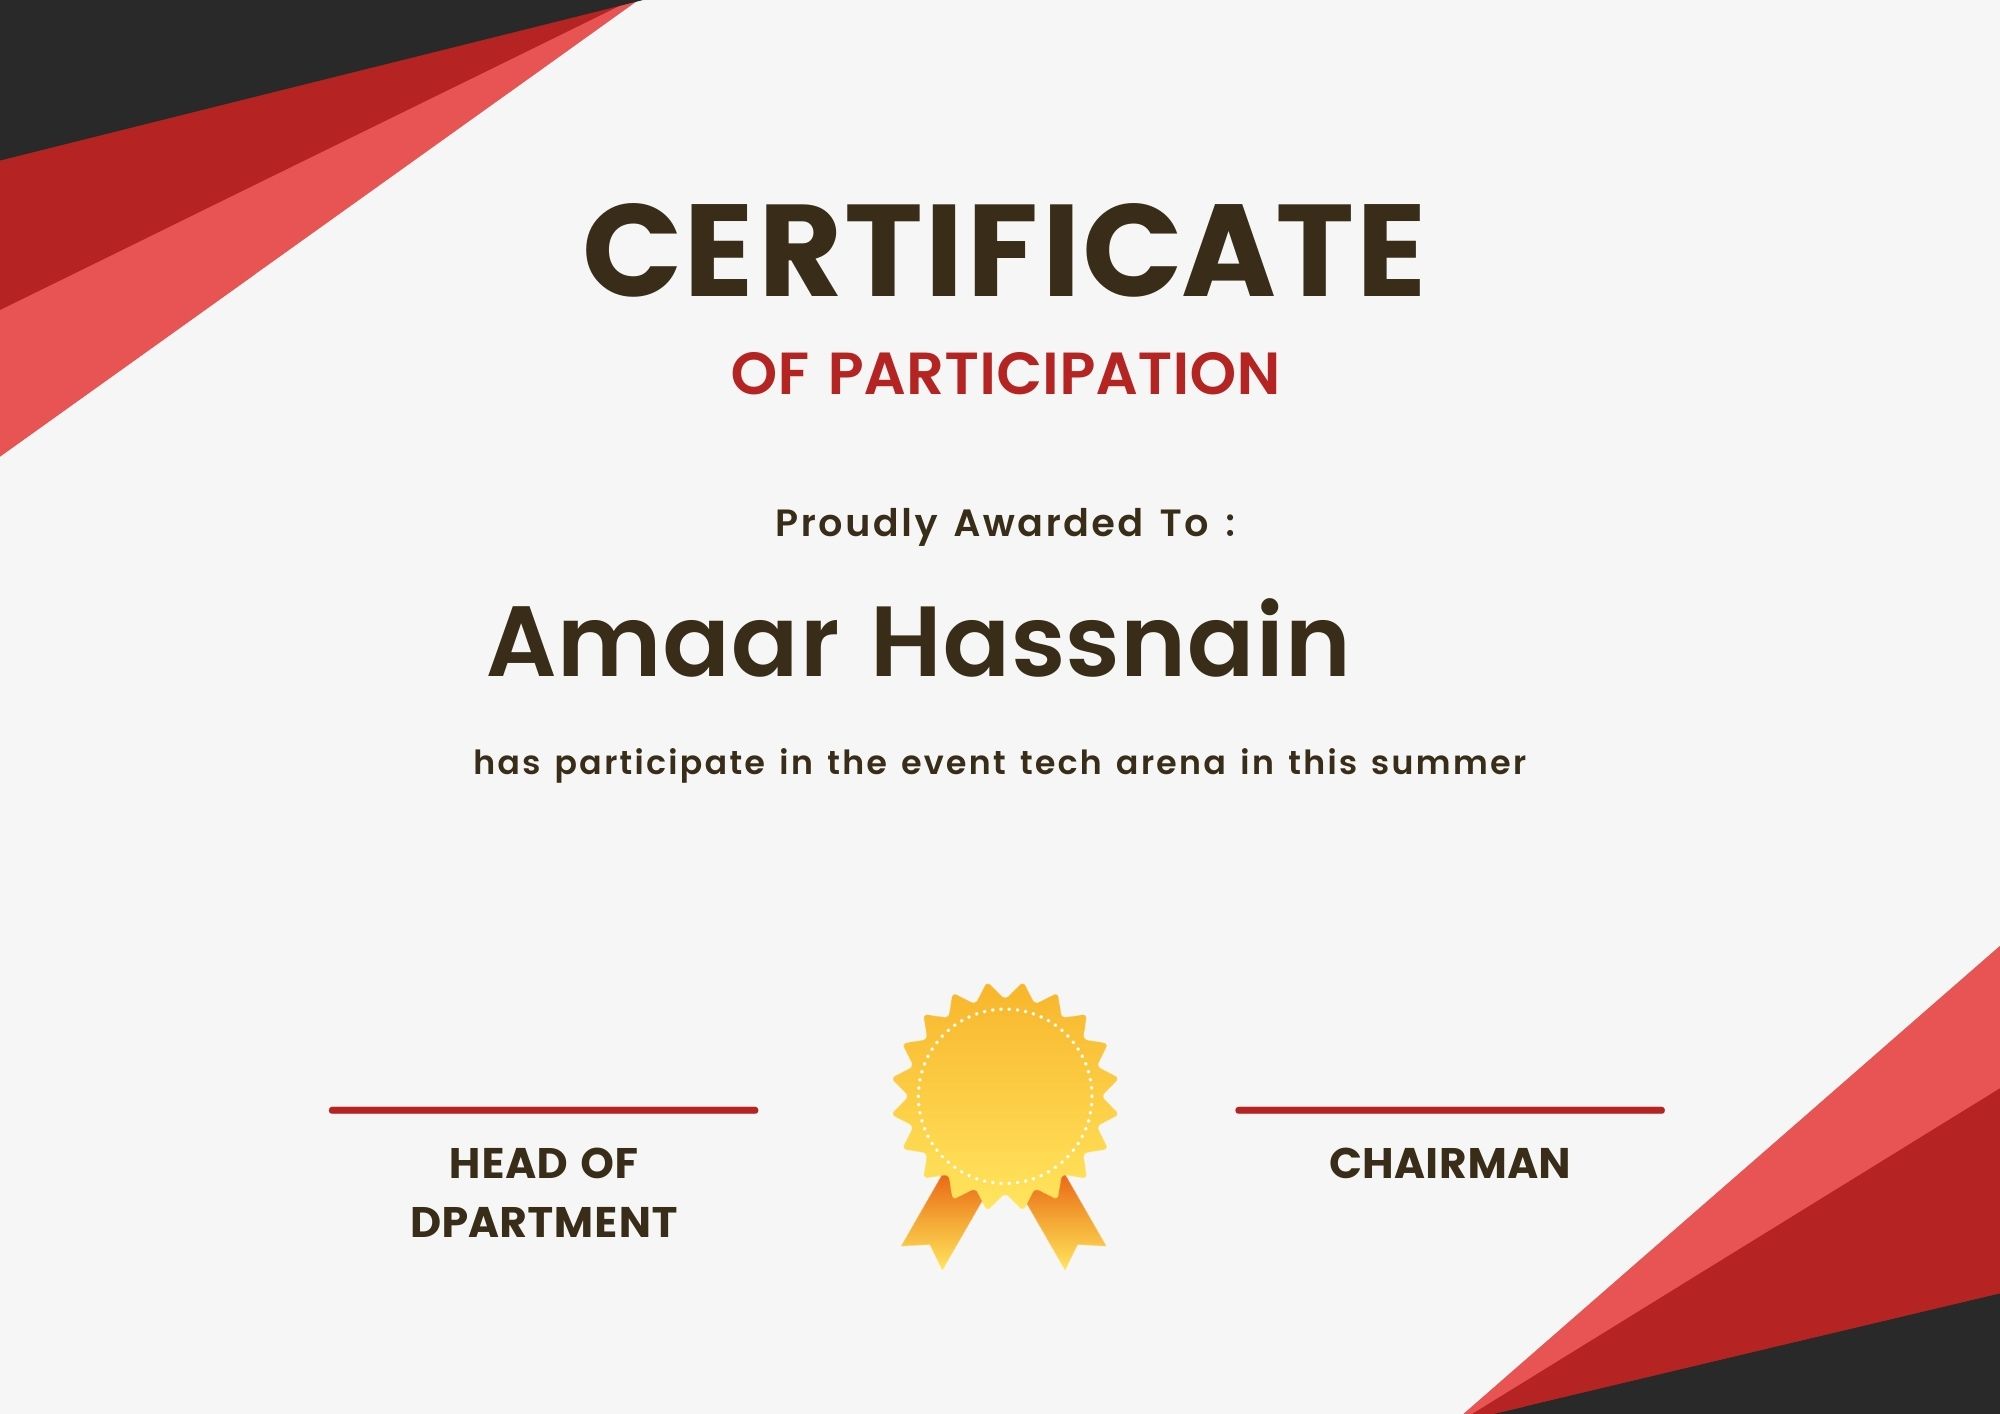 CERTIFICATE
OF PARTICIPATION
Proudly Awarded To :
Amaar Hassnain
has participate in the event tech arena in this summer
HEAD OF
DPARTMENT
CHAIRMAN